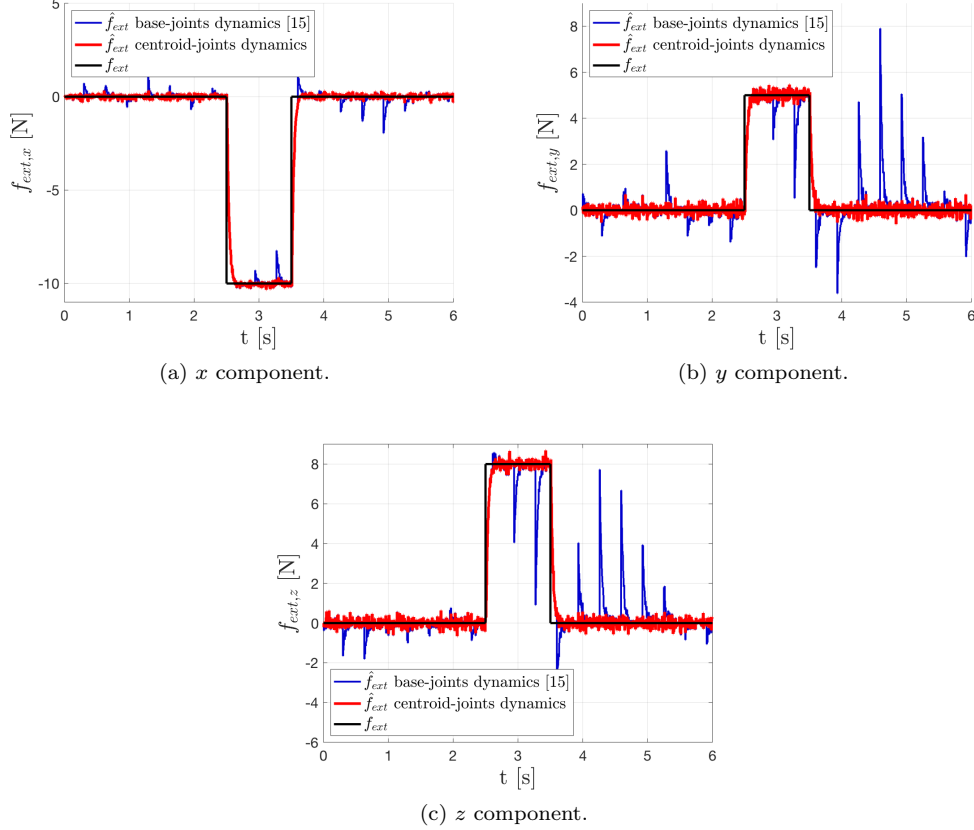 5
0
-5
-10
f_ext,x [N]
f̂_ext base-joints dynamics [15]
f̂_ext centroid-joints dynamics
f_ext
0 1 2 3 4 5 6
t [s]
(a) x component.
8
6
4
2
0
-2
-4
f_ext,y [N]
f̂_ext base-joints dynamics [15]
f̂_ext centroid-joints dynamics
f_ext
0 1 2 3 4 5 6
t [s]
(b) y component.
8
6
4
2
0
-2
-4
-6
f_ext,z [N]
f̂_ext base-joints dynamics [15]
f̂_ext centroid-joints dynamics
f_ext
0 1 2 3 4 5 6
t [s]
(c) z component.